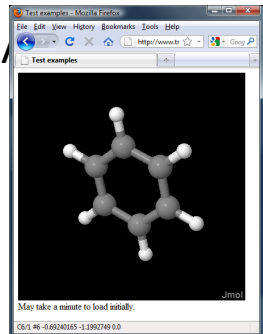 Test examples - Mozilla Firefox
File Edit View History Bookmarks Tools Help
http://www.tr
Goog
Test examples
Jmol
May take a minute to load initially.
C6/1 #6 -0.69240165 -1.1992749 0.0